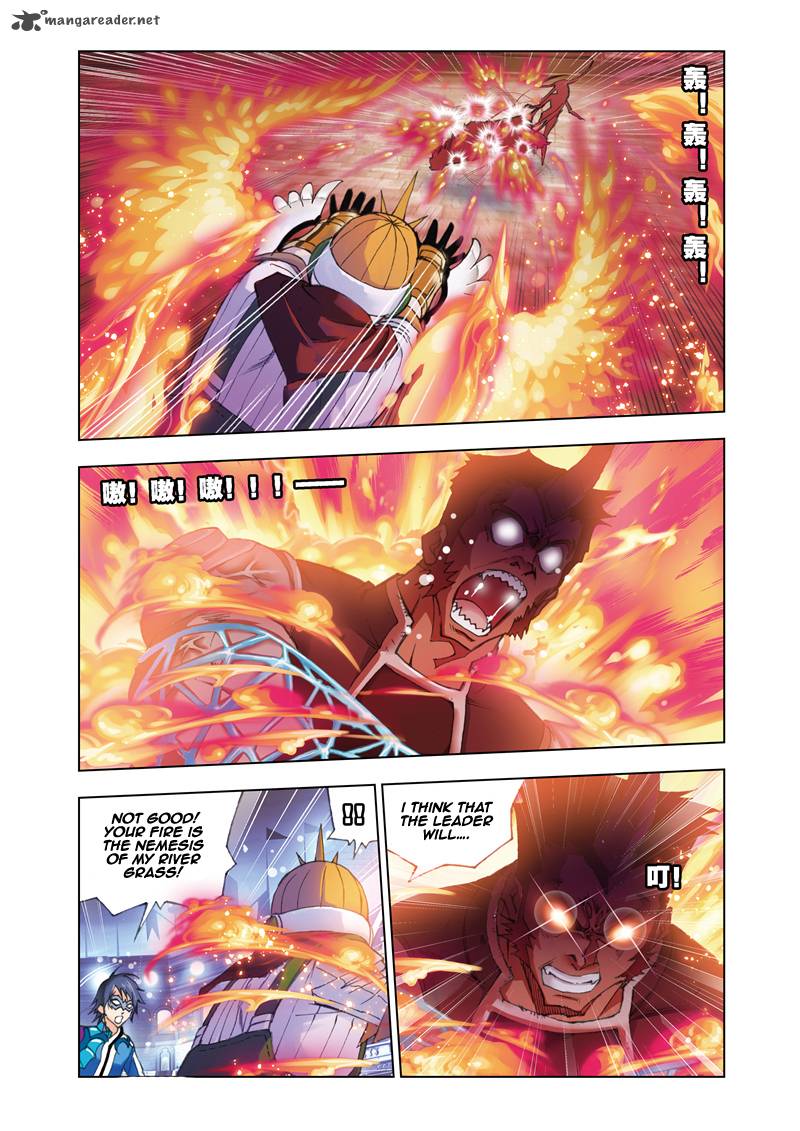 mangareader.net
轰!轰!轰!轰!
嗷!嗷!嗷!!!——
NOT GOOD!
YOUR FIRE IS
THE NEMESIS
OF MY RIVER
GRASS!
!!
I THINK THAT
THE LEADER
WILL....
叮!